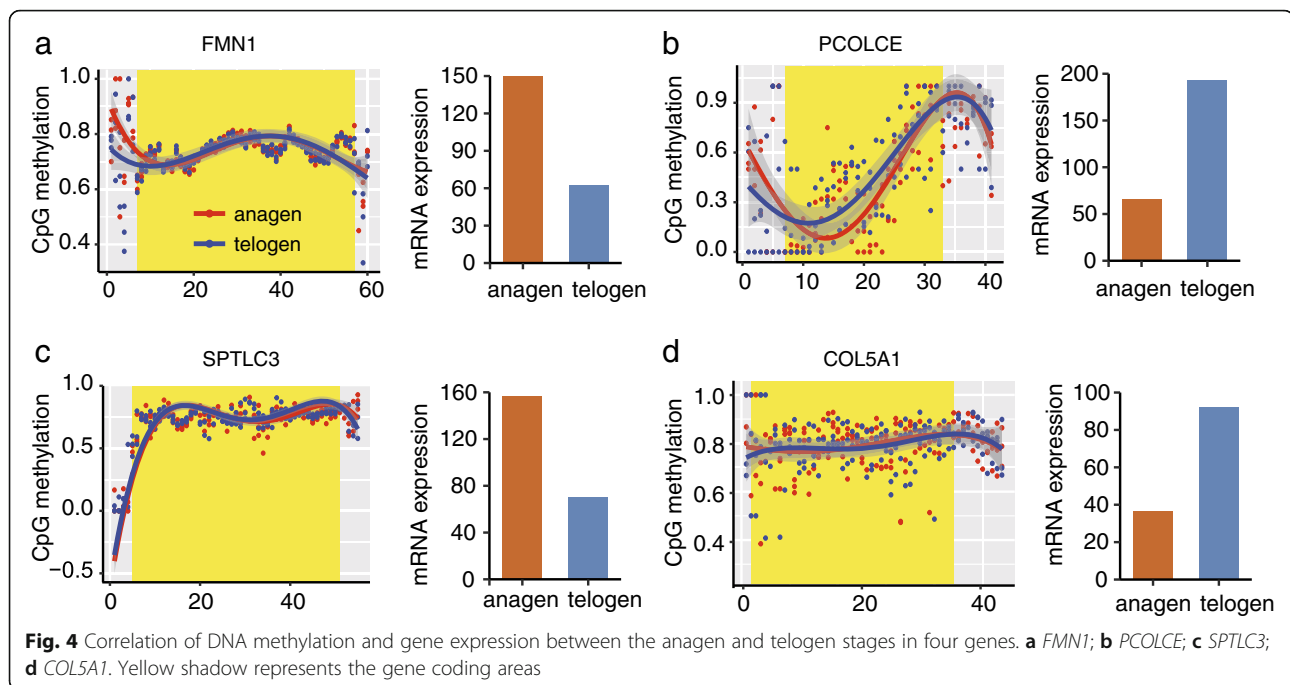 a
FMN1
CpG methylation
1.0
0.8
0.6
0.4
anagen
telogen
0 20 40 60
mRNA expression
150
120
90
60
30
0
anagen telogen
b
PCOLCE
CpG methylation
0.9
0.6
0.3
0.0
0 10 20 30 40
mRNA expression
200
150
100
50
0
anagen telogen
c
SPTLC3
CpG methylation
1.0
0.5
0.0
−0.5
0 20 40
mRNA expression
160
120
80
40
0
anagen telogen
d
COL5A1
CpG methylation
1.0
0.8
0.6
0.4
0 10 20 30 40
mRNA expression
100
80
60
40
20
0
anagen telogen
Fig. 4 Correlation of DNA methylation and gene expression between the anagen and telogen stages in four genes. a FMN1; b PCOLCE; c SPTLC3;
d COL5A1. Yellow shadow represents the gene coding areas